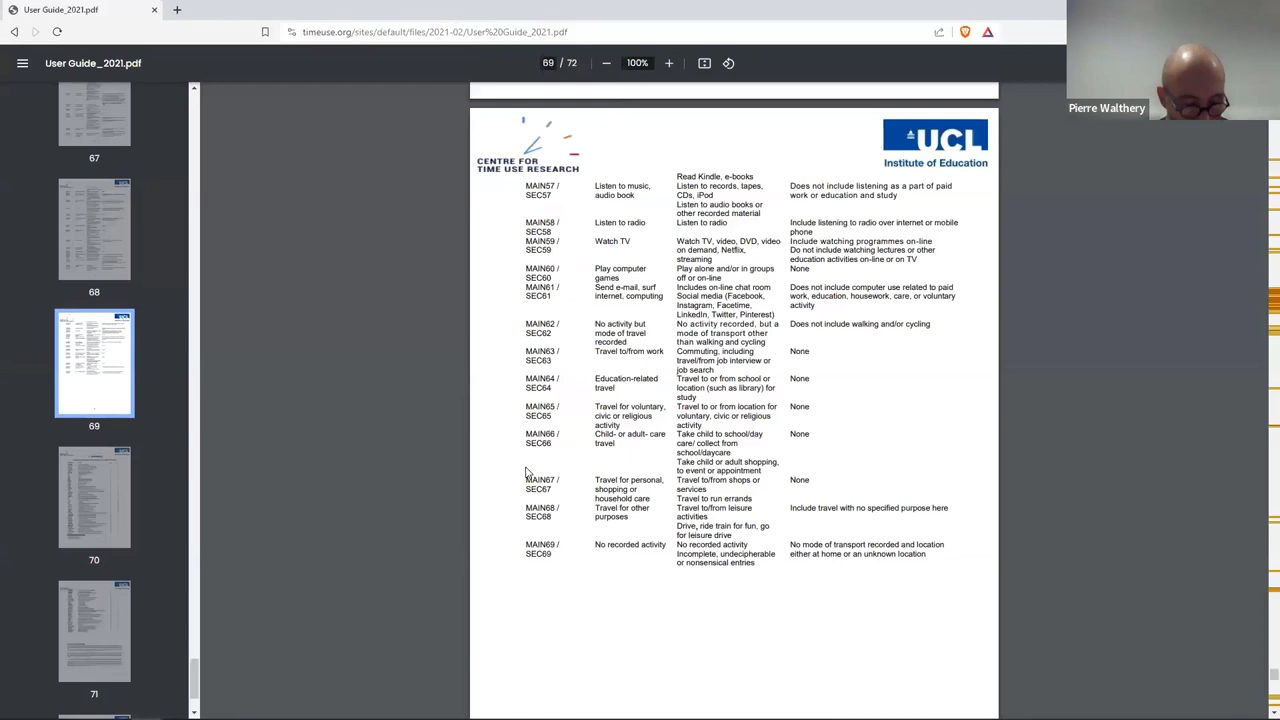 User Guide_2021.pdf
timeuse.org/sites/default/files/2021-02/User%20Guide_2021.pdf
User Guide_2021.pdf
69 / 72
100%
Pierre Walthery
67
68
69
70
71
CENTRE FOR
TIME USE RESEARCH
UCL
Institute of Education
Read Kindle, e-books
MAIN57 / Listen to music, Listen to records, tapes, Does not include listening as a part of paid
SEC57 audio book CDs, iPod work or education and study
Listen to audio books or
other recorded material
MAIN58 / Listen to radio Listen to radio Include listening to radio over internet or mobile
SEC58 phone
MAIN59 / Watch TV Watch TV, video, DVD, video Include watching programmes on-line
SEC59 on demand, Netflix, Do not include watching lectures or other
streaming education activities on-line or on TV
MAIN60 / Play computer Play alone and/or in groups None
SEC60 games off or on-line
MAIN61 / Send e-mail, surf Includes on-line chat room Does not include computer use related to paid
SEC61 internet, computing Social media (Facebook, work, education, housework, care, or voluntary
Instagram, Facetime, activity
LinkedIn, Twitter, Pinterest)
MAIN62 / No activity but No activity recorded, but a Does not include walking and/or cycling
SEC62 mode of travel mode of transport other
recorded than walking and cycling
MAIN63 / Travel to/from work Commuting, including None
SEC63 travel/from job interview or
job search
MAIN64 / Education-related Travel to or from school or None
SEC64 travel location (such as library) for
study
MAIN65 / Travel for voluntary, Travel to or from location for None
SEC65 civic or religious voluntary, civic or religious
activity activity
MAIN66 / Child- or adult- care Take child to school/day None
SEC66 travel care/ collect from
school/daycare
Take child or adult shopping,
to event or appointment
MAIN67 / Travel for personal, Travel to/from shops or None
SEC67 shopping or services
household care Travel to run errands
MAIN68 / Travel for other Travel to/from leisure Include travel with no specified purpose here
SEC68 purposes activities
Drive, ride train for fun, go
for leisure drive
MAIN69 / No recorded activity No recorded activity No mode of transport recorded and location
SEC69 Incomplete, undecipherable either at home or an unknown location
or nonsensical entries